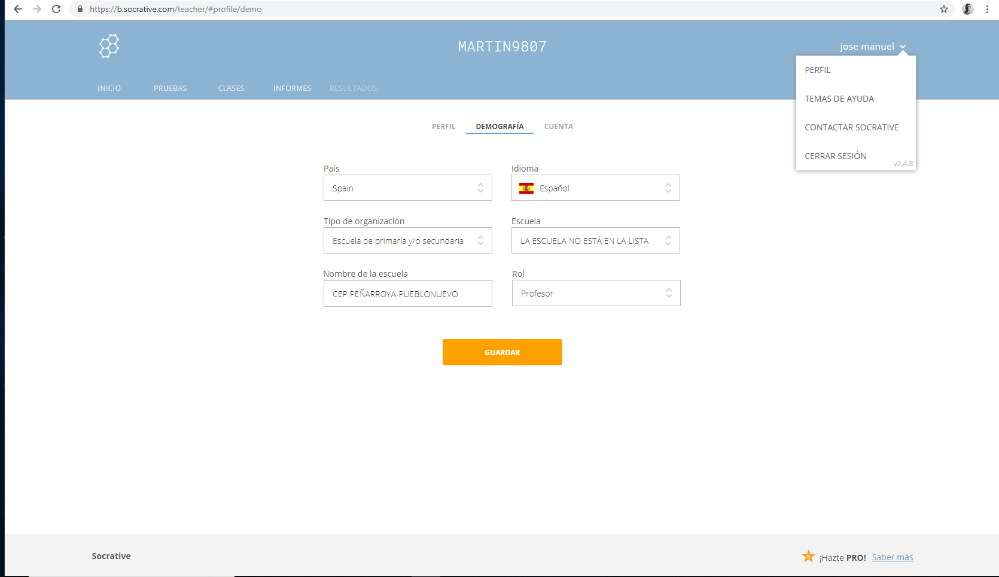 https://b.socrative.com/teacher/#profile/demo
MARTIN9807
jose manuel
INICIO PRUEBAS CLASES INFORMES RESULTADOS
PERFIL
TEMAS DE AYUDA
CONTACTAR SOCRATIVE
CERRAR SESIÓN
v2.4.8
PERFIL DEMOGRAFÍA CUENTA
País Idioma
Spain Español
Tipo de organización Escuela
Escuela de primaria y/o secundaria LA ESCUELA NO ESTÁ EN LA LISTA
Nombre de la escuela Rol
CEP PEÑARROYA-PUEBLONUEVO Profesor
GUARDAR
Socrative
S ¡Hazte PRO! Saber más